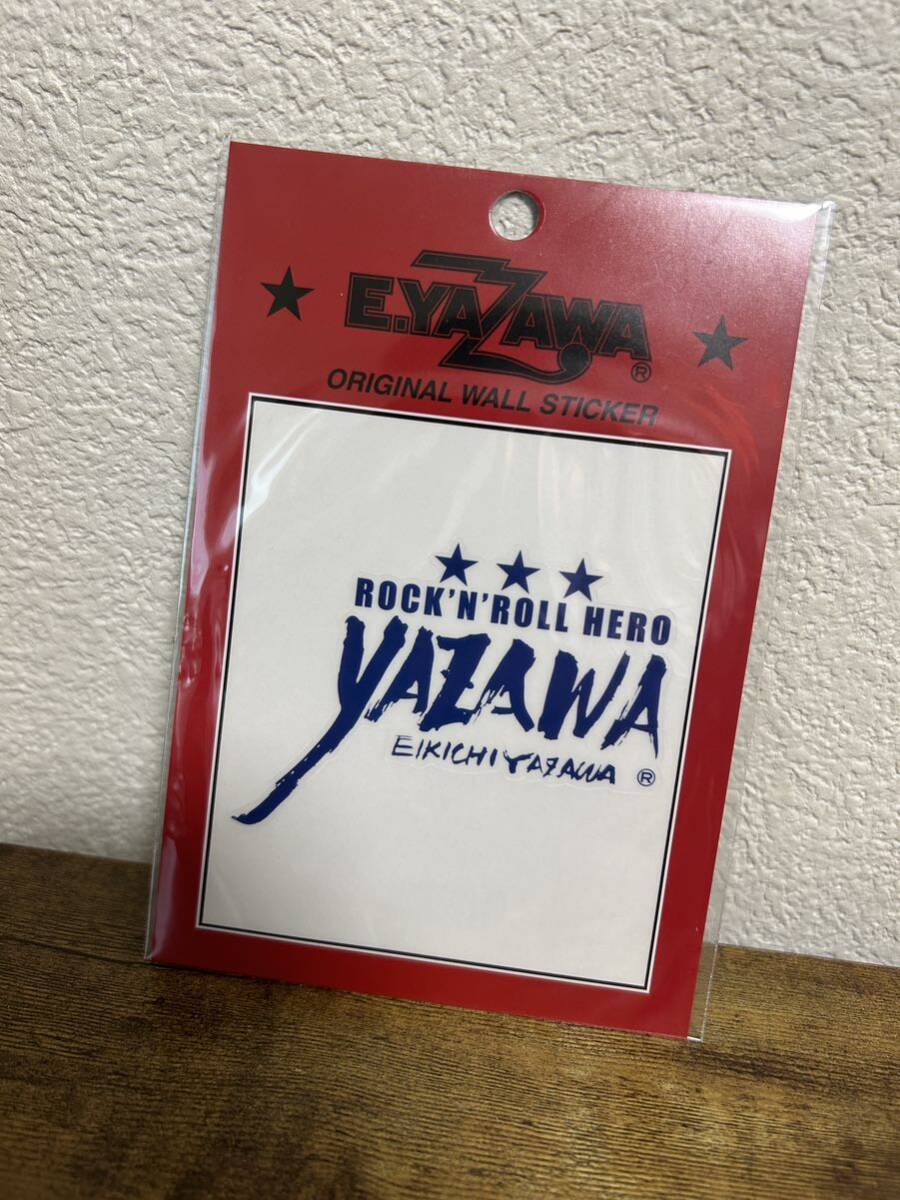 E.YAZAWA ®
ORIGINAL WALL STICKER
ROCK'N'ROLL HERO
YAZAWA
EIKICHI YAZAWA ®